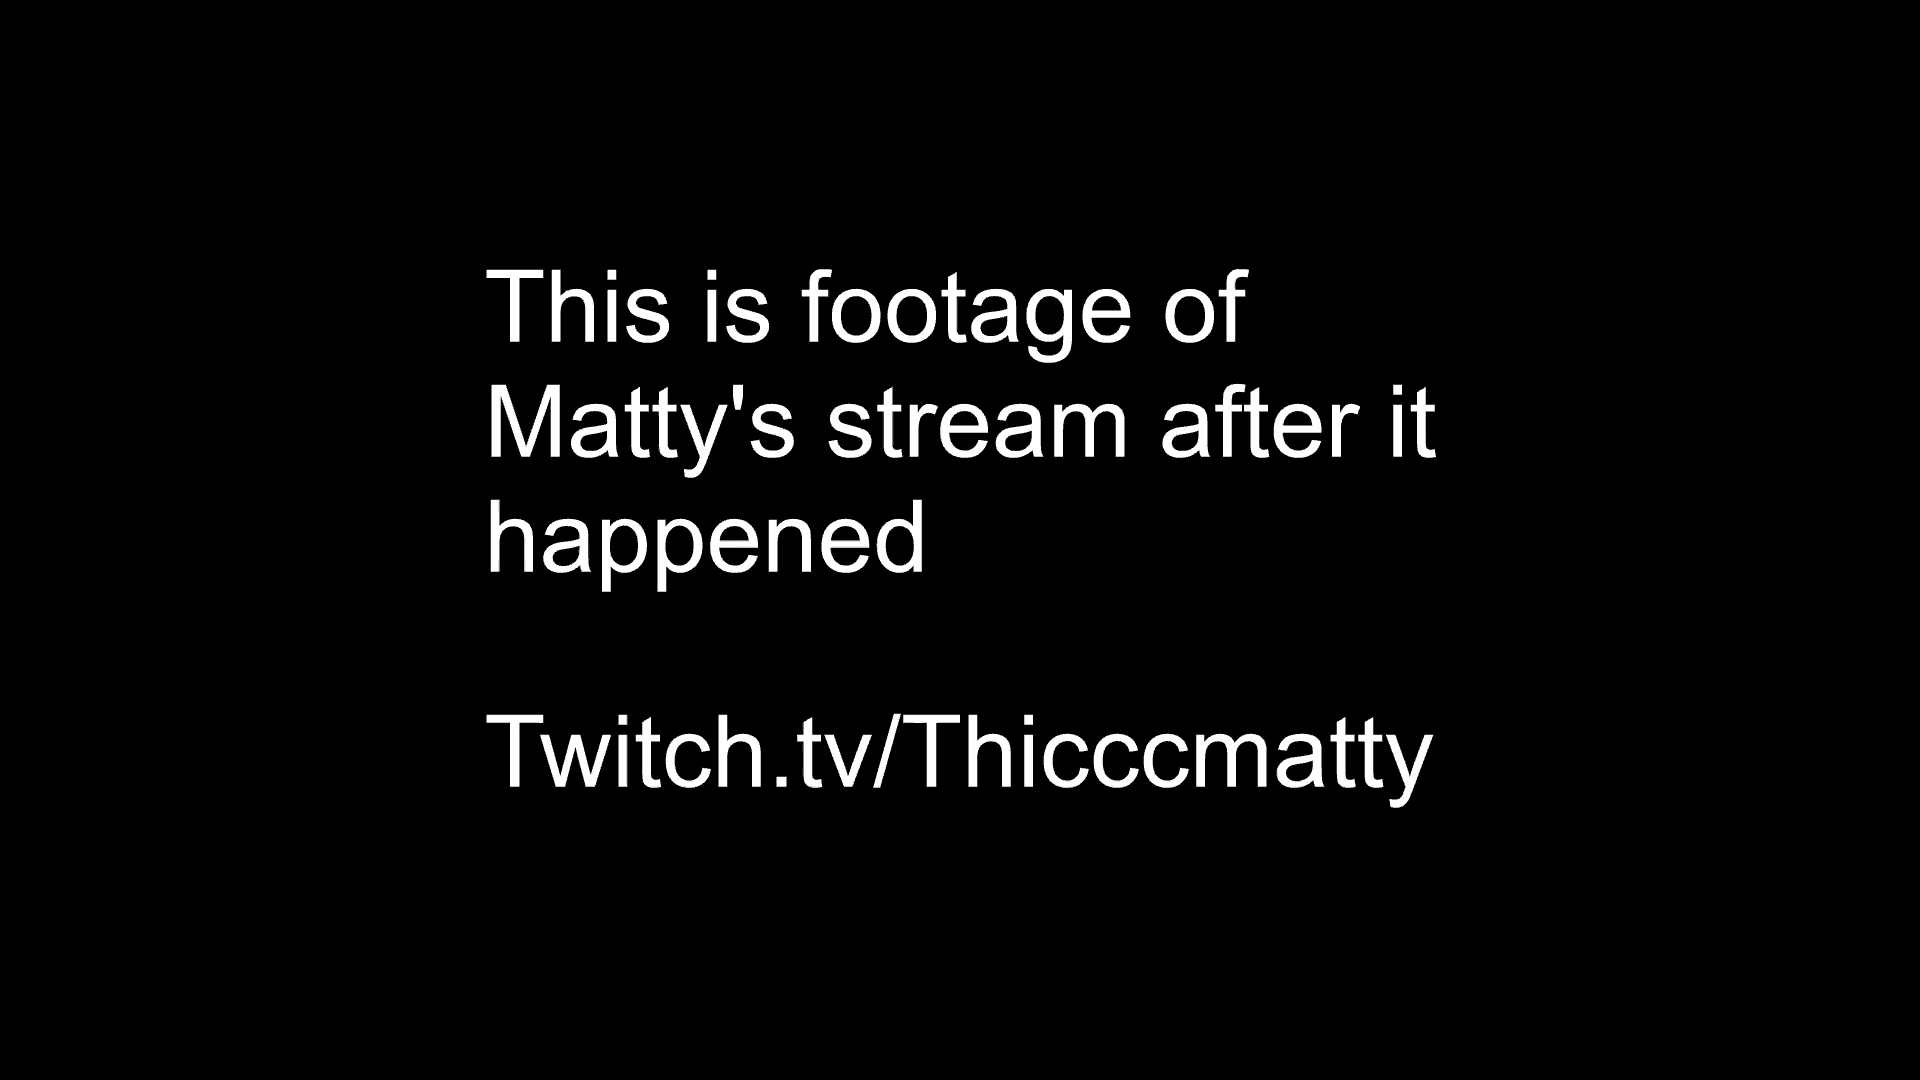 This is footage of
Matty's stream after it
happened
Twitch.tv/Thicccmatty